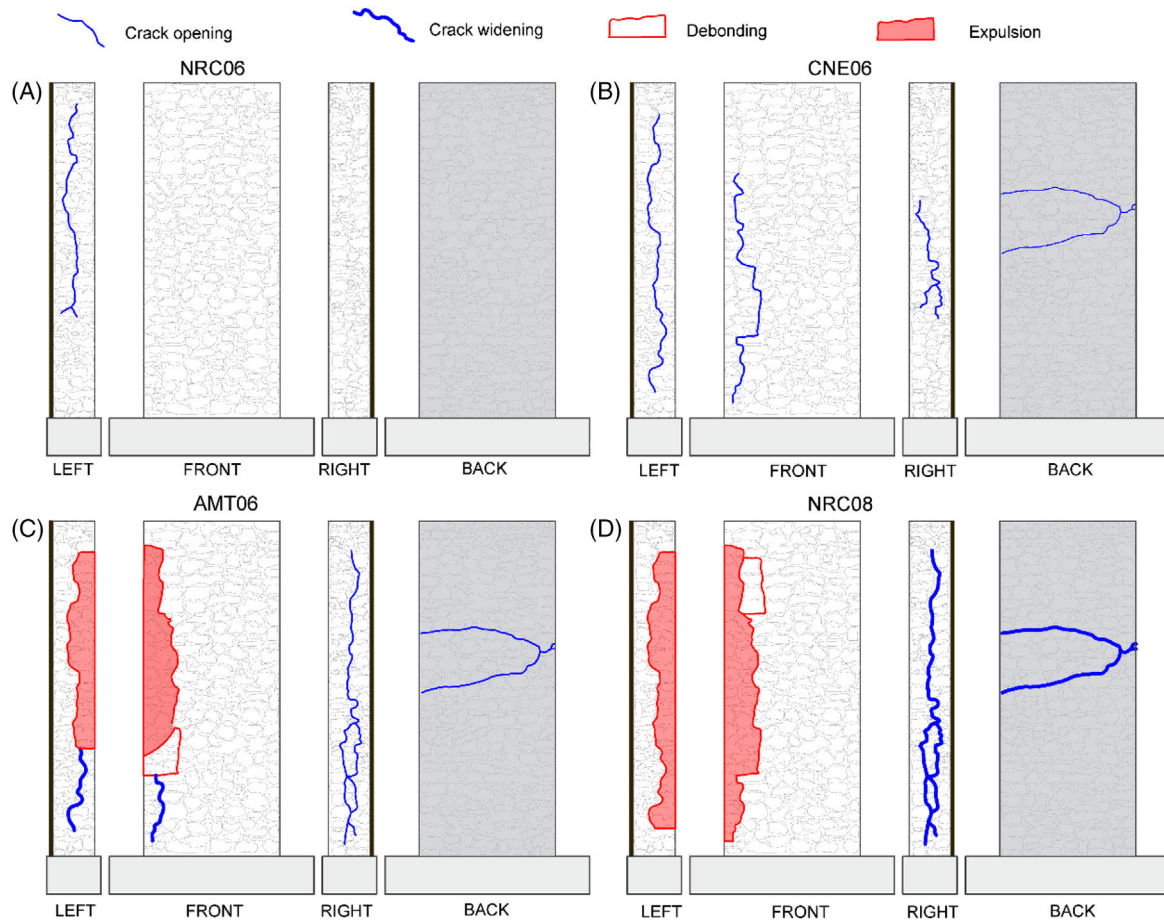 Crack opening Crack widening Debonding Expulsion
NRC06 CNE06
(A) (B)
LEFT FRONT RIGHT BACK LEFT FRONT RIGHT BACK
AMT06 NRC08
(C) (D)
LEFT FRONT RIGHT BACK LEFT FRONT RIGHT BACK